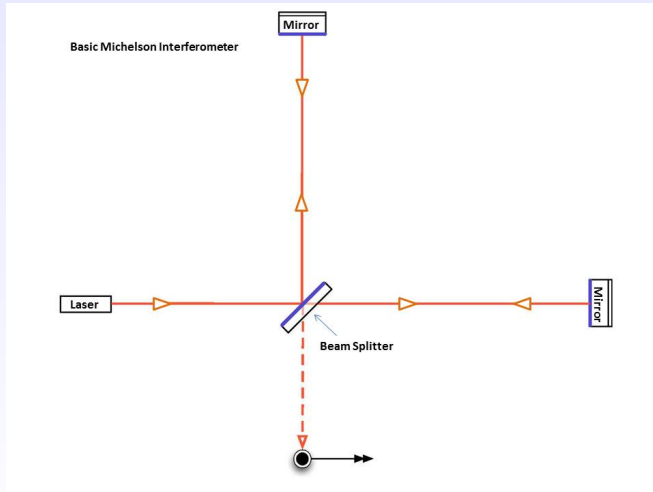 Mirror
Basic Michelson Interferometer
Laser
Mirror
Beam Splitter